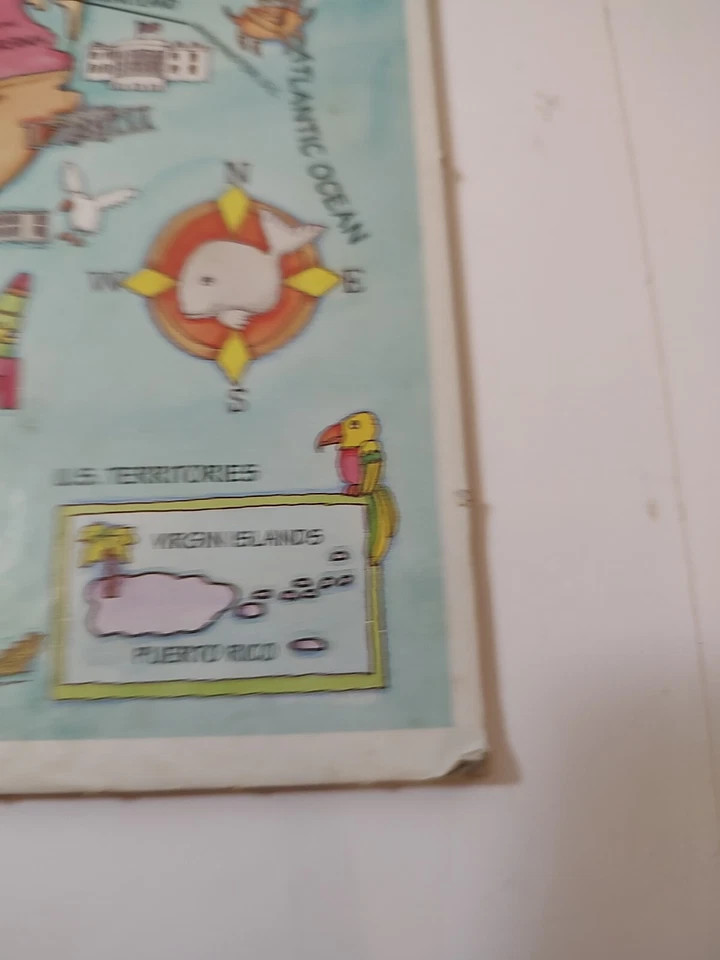 ATLANTIC OCEAN
N
W
E
S
U.S. TERRITORIES
VIRGIN ISLANDS
PUERTO RICO